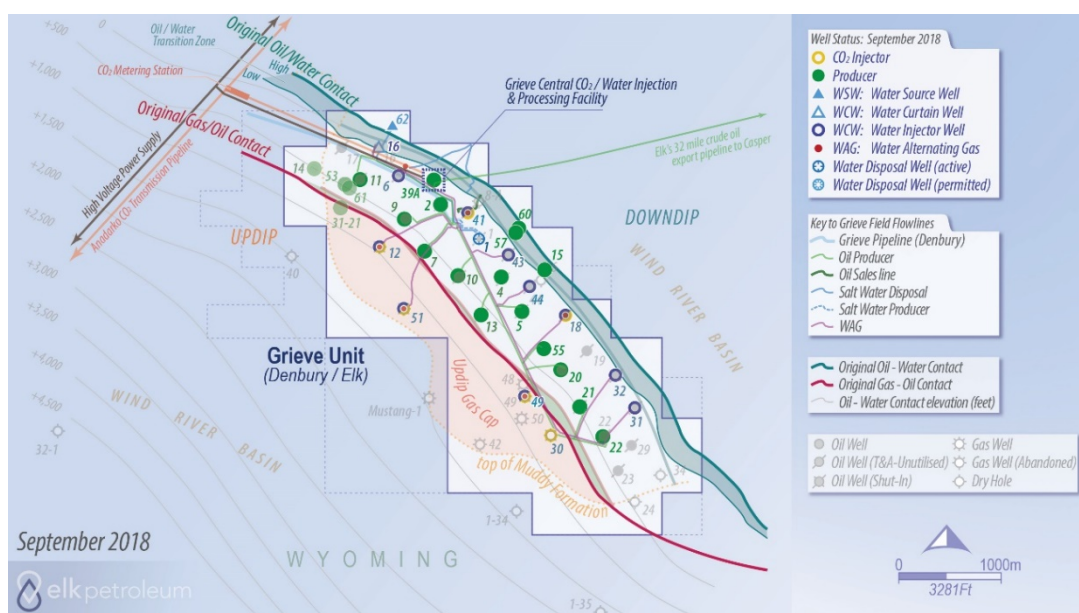 +500
0
Oil / Water
Transition Zone
Original Oil/Water Contact
High
Low
+1,000
CO₂ Metering Station
Grieve Central CO₂ / Water Injection
& Processing Facility
+1,500
Original Gas/Oil Contact
+2,000
High Voltage Power Supply
Anadarko CO₂ Transmission Pipeline
Elk's 32 mile crude oil
export pipeline to Casper
62
16
17
14
53
11
6
39A
61
31-21
9
2
41
60
57
1
DOWNDIP
UPDIP
12
7
43
15
40
10
4
44
WIND RIVER BASIN
+2,500
+3,000
+3,500
+4,000
+4,500
51
13
5
18
Grieve Unit
(Denbury / Elk)
55
19
20
Updip Gas Cap
48
49
49
50
32
21
31
Mustang-1
WIND RIVER BASIN
32-1
42
30
22
22
29
23
34
24
top of Muddy Formation
1-34
1-35
September 2018
WYOMING
elkpetroleum
Well Status: September 2018
CO₂ Injector
Producer
WSW: Water Source Well
WCW: Water Curtain Well
WCW: Water Injector Well
WAG: Water Alternating Gas
Water Disposal Well (active)
Water Disposal Well (permitted)
Key to Grieve Field Flowlines
Grieve Pipeline (Denbury)
Oil Producer
Oil Sales line
Salt Water Disposal
Salt Water Producer
WAG
Original Oil - Water Contact
Original Gas - Oil Contact
Oil - Water Contact elevation (feet)
Oil Well
Oil Well (T&A-Unutilised)
Oil Well (Shut-In)
Gas Well
Gas Well (Abandoned)
Dry Hole
0
1000m
3281Ft